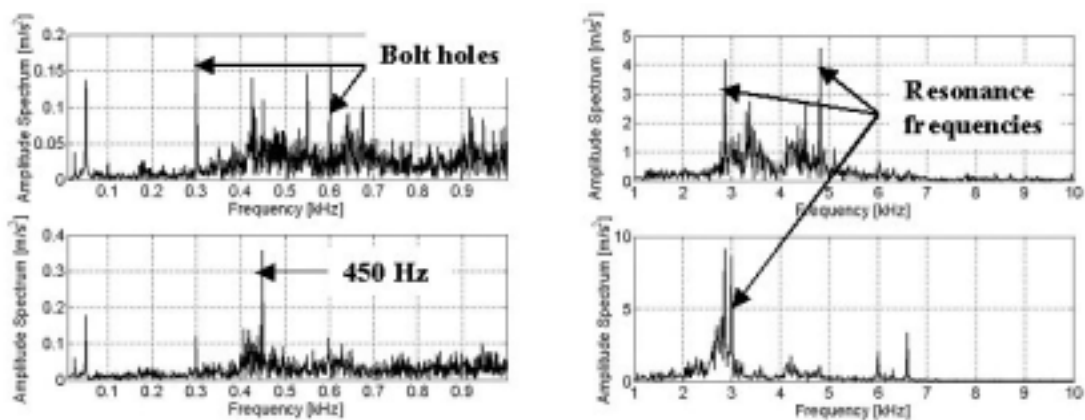 Amplitude Spectrum [m/s²]
0.2
0.15
0.1
0.05
0
Bolt holes
0.1 0.2 0.3 0.4 0.5 0.6 0.7 0.8 0.9
Frequency [kHz]
Amplitude Spectrum [m/s²]
5
4
3
2
1
0
Resonance
frequencies
1 2 3 4 5 6 7 8 9 10
Frequency [kHz]
Amplitude Spectrum [m/s²]
0.4
0.3
0.2
0.1
0
450 Hz
0.1 0.2 0.3 0.4 0.5 0.6 0.7 0.8 0.9
Frequency [kHz]
Amplitude Spectrum [m/s²]
10
5
0
1 2 3 4 5 6 7 8 9 10
Frequency [kHz]